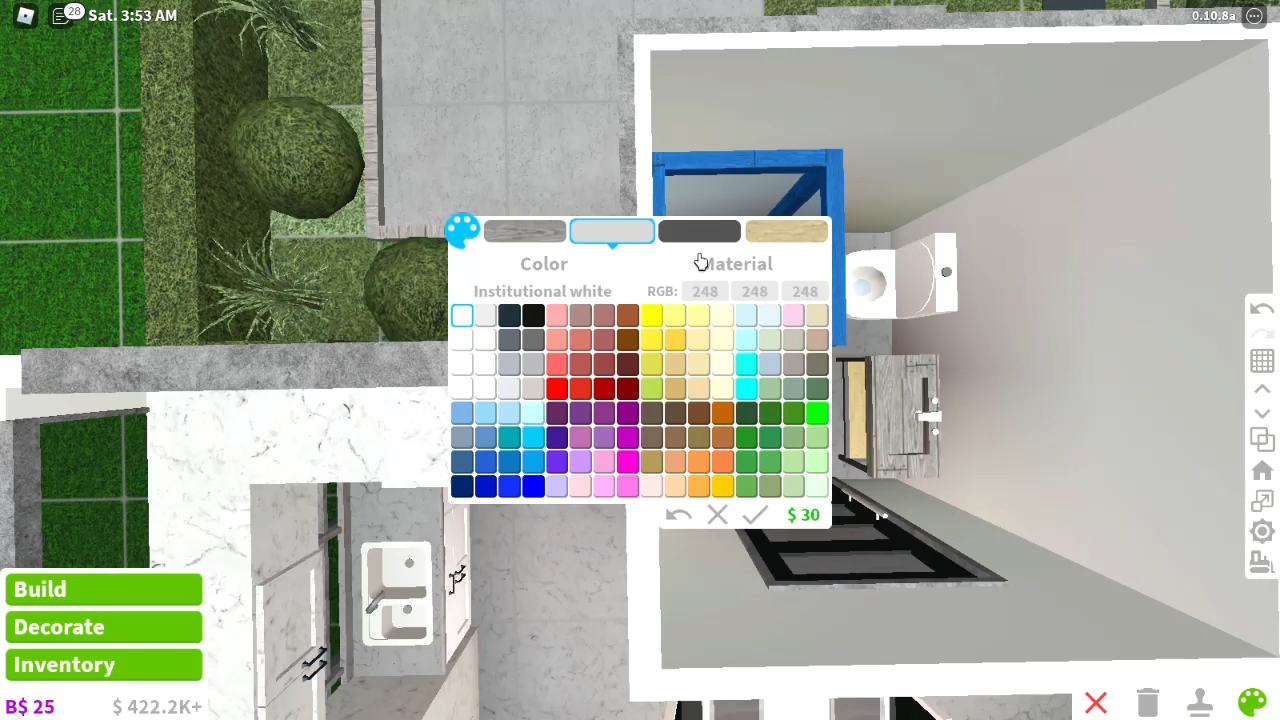 28 Sat. 3:53 AM
0.10.8a
Color Material
Institutional white RGB: 248 248 248
$ 30
Build
Decorate
Inventory
B$ 25 $ 422.2K+